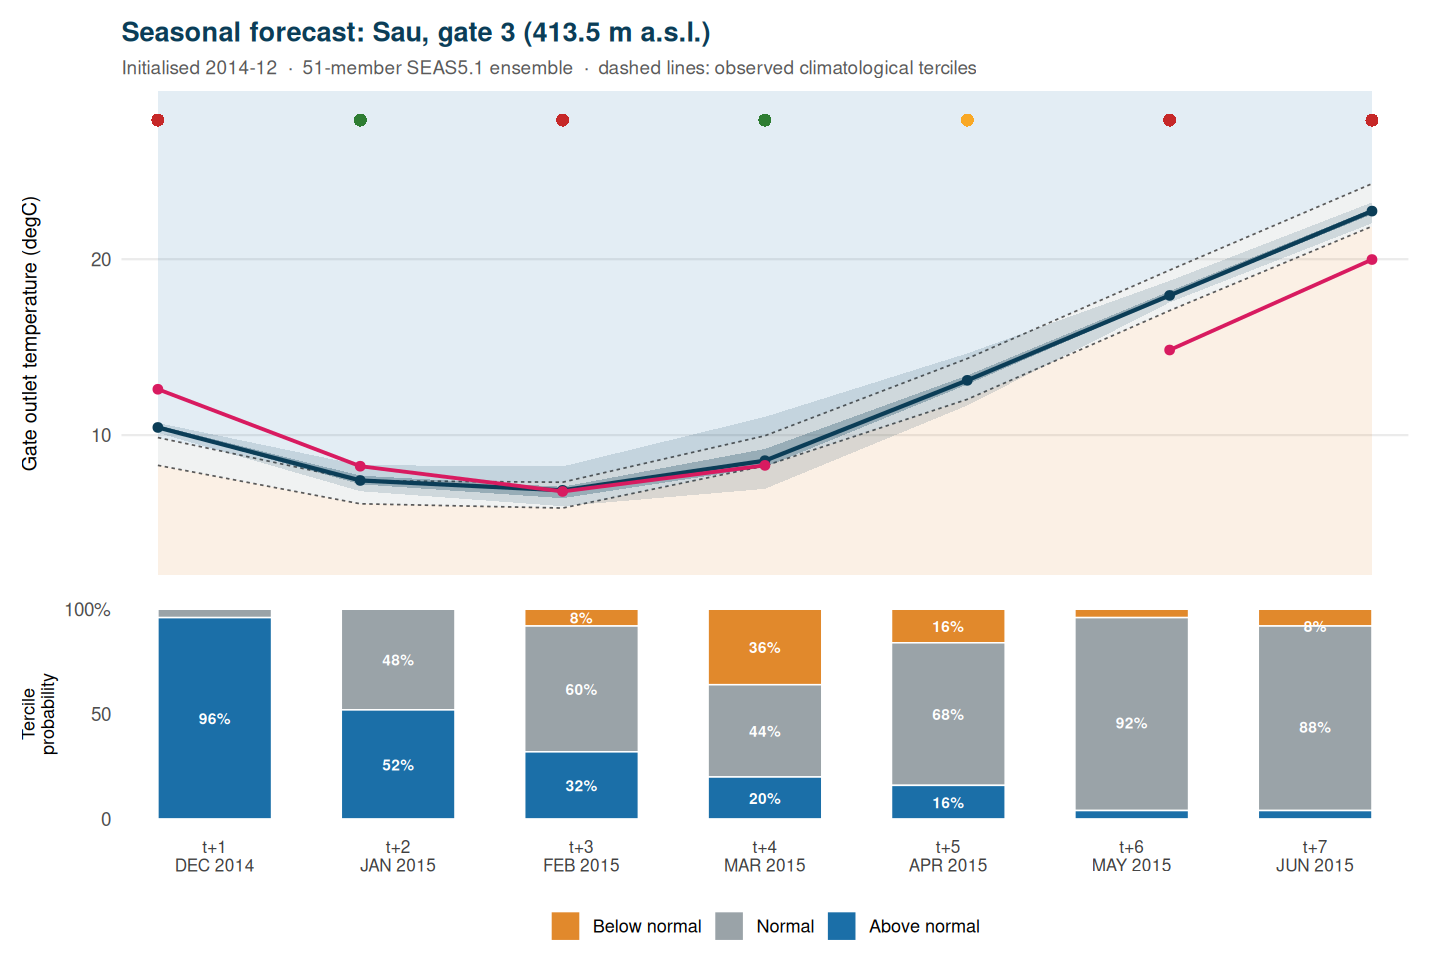 Seasonal forecast: Sau, gate 3 (413.5 m a.s.l.)
Initialised 2014-12 · 51-member SEAS5.1 ensemble · dashed lines: observed climatological terciles
Gate outlet temperature (degC)
20
10
Tercile
probability
100%
50
0
96%
48%
52%
8%
60%
32%
36%
44%
20%
16%
68%
16%
92%
8%
88%
t+1
DEC 2014
t+2
JAN 2015
t+3
FEB 2015
t+4
MAR 2015
t+5
APR 2015
t+6
MAY 2015
t+7
JUN 2015
Below normal
Normal
Above normal